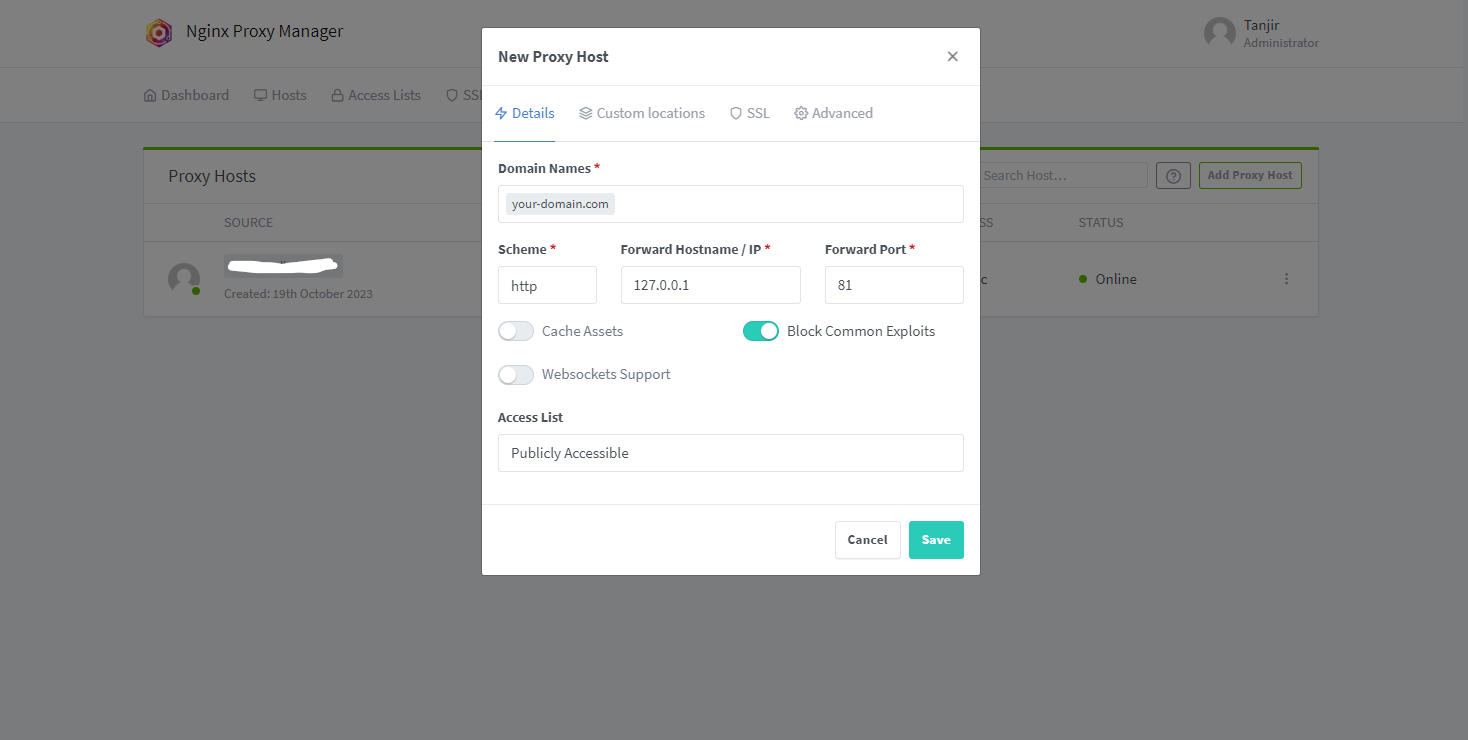 Nginx Proxy Manager
Tanjir
Administrator
Dashboard Hosts Access Lists SSL
Proxy Hosts
Search Host...
Add Proxy Host
SOURCE
SS
STATUS
Created: 19th October 2023
c
Online
New Proxy Host
Details Custom locations SSL Advanced
Domain Names *
your-domain.com
Scheme * Forward Hostname / IP * Forward Port *
http 127.0.0.1 81
Cache Assets Block Common Exploits
Websockets Support
Access List
Publicly Accessible
Cancel Save